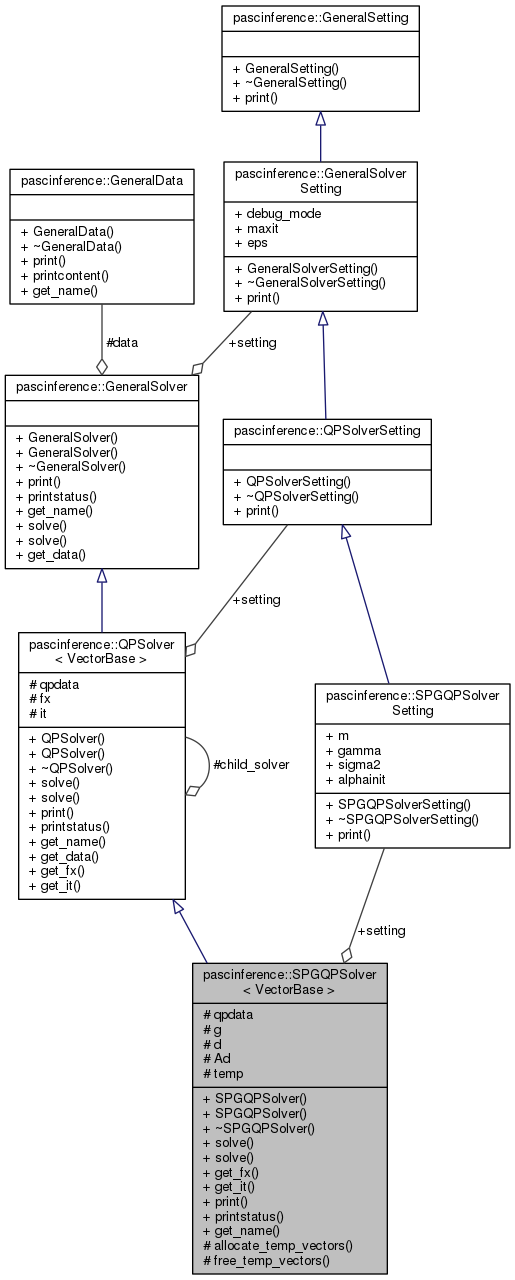 pascinference::GeneralSetting
+ GeneralSetting()
+ ~GeneralSetting()
+ print()
pascinference::GeneralSolver
Setting
+ debug_mode
+ maxit
+ eps
+ GeneralSolverSetting()
+ ~GeneralSolverSetting()
+ print()
pascinference::GeneralData
+ GeneralData()
+ ~GeneralData()
+ print()
+ printcontent()
+ get_name()
#data
+setting
pascinference::GeneralSolver
+ GeneralSolver()
+ GeneralSolver()
+ ~GeneralSolver()
+ print()
+ printstatus()
+ get_name()
+ solve()
+ solve()
+ get_data()
pascinference::QPSolverSetting
+ QPSolverSetting()
+ ~QPSolverSetting()
+ print()
+setting
pascinference::QPSolver
< VectorBase >
# qpdata
# fx
# it
+ QPSolver()
+ QPSolver()
+ ~QPSolver()
+ solve()
+ solve()
+ print()
+ printstatus()
+ get_name()
+ get_data()
+ get_fx()
+ get_it()
#child_solver
pascinference::SPGQPSolver
Setting
+ m
+ gamma
+ sigma2
+ alphainit
+ SPGQPSolverSetting()
+ ~SPGQPSolverSetting()
+ print()
+setting
pascinference::SPGQPSolver
< VectorBase >
# qpdata
# g
# d
# Ad
# temp
+ SPGQPSolver()
+ SPGQPSolver()
+ ~SPGQPSolver()
+ solve()
+ solve()
+ get_fx()
+ get_it()
+ print()
+ printstatus()
+ get_name()
# allocate_temp_vectors()
# free_temp_vectors()